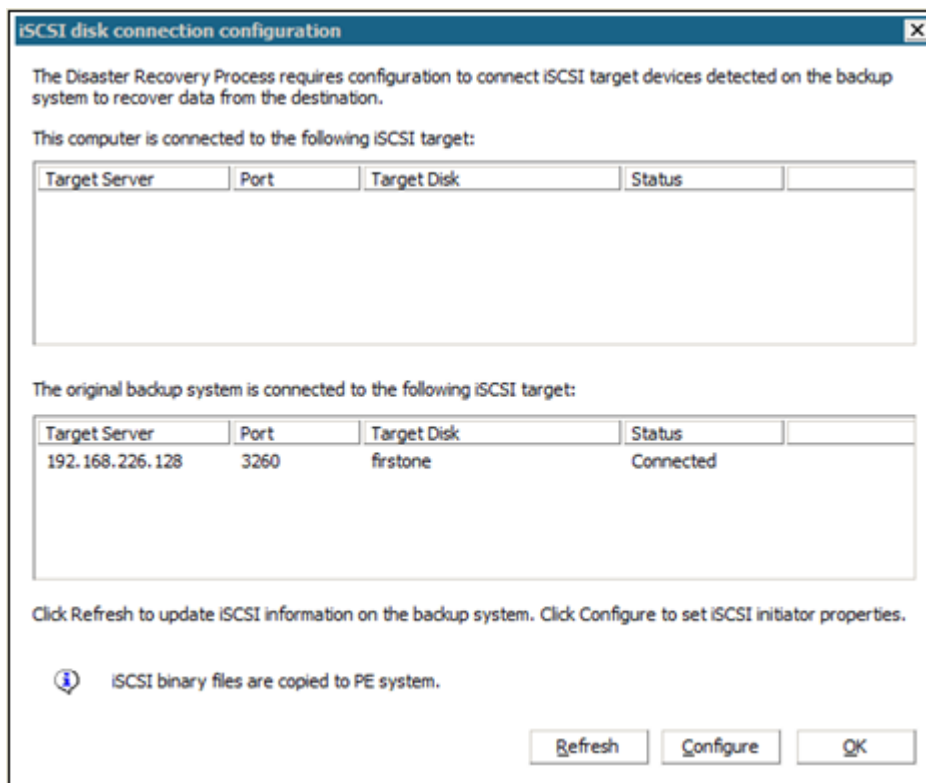 iSCSI disk connection configuration
The Disaster Recovery Process requires configuration to connect iSCSI target devices detected on the backup
system to recover data from the destination.
This computer is connected to the following iSCSI target:
Target Server Port Target Disk Status
The original backup system is connected to the following iSCSI target:
Target Server Port Target Disk Status
192.168.226.128 3260 firstone Connected
Click Refresh to update iSCSI information on the backup system. Click Configure to set iSCSI initiator properties.
iSCSI binary files are copied to PE system.
Refresh Configure OK